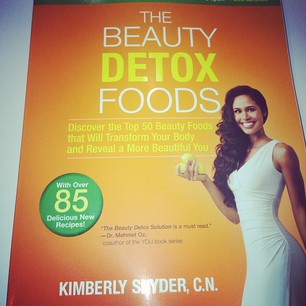 THE
BEAUTY
DETOX
FOODS
Discover the Top 50 Beauty Foods
that Will Transform Your Body
and Reveal a More Beautiful You
With Over
85
Delicious New
Recipes!
"The Beauty Detox Solution is a must read."
—Dr. Mehmet Oz,
coauthor of the YOU book series
KIMBERLY SNYDER, C.N.